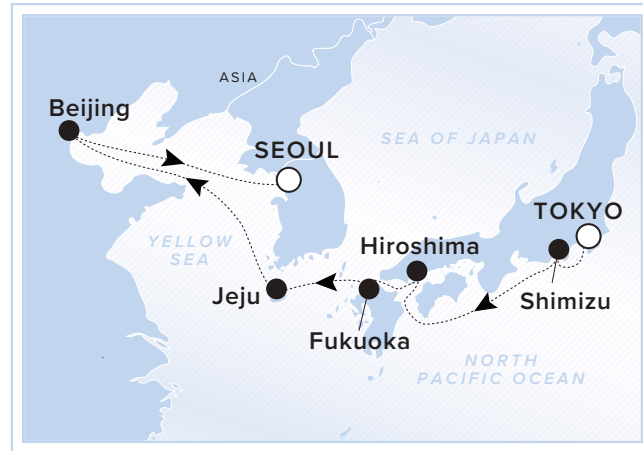 ASIA
Beijing
SEOUL
SEA OF JAPAN
TOKYO
Hiroshima
YELLOW
SEA
Jeju
Shimizu
Fukuoka
NORTH
PACIFIC OCEAN